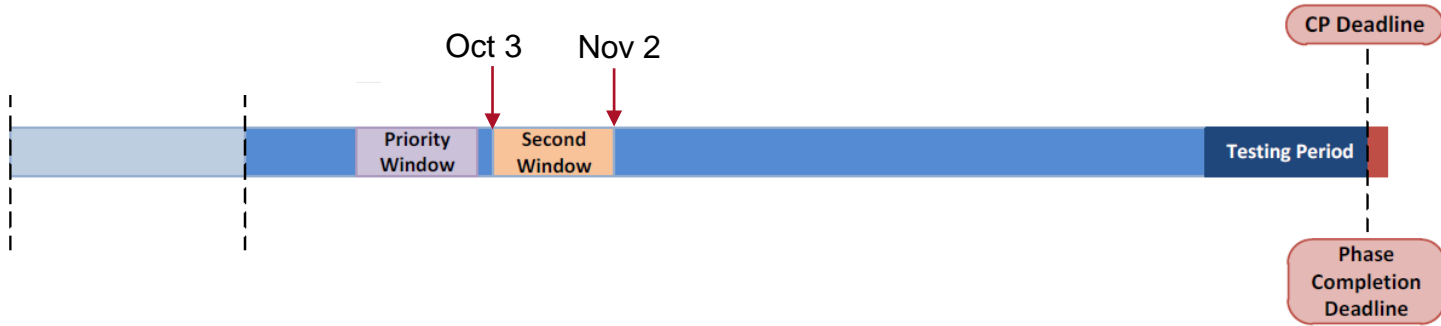 CP Deadline
Oct 3
Nov 2
Priority
Window
Second
Window
Testing Period
Phase
Completion
Deadline